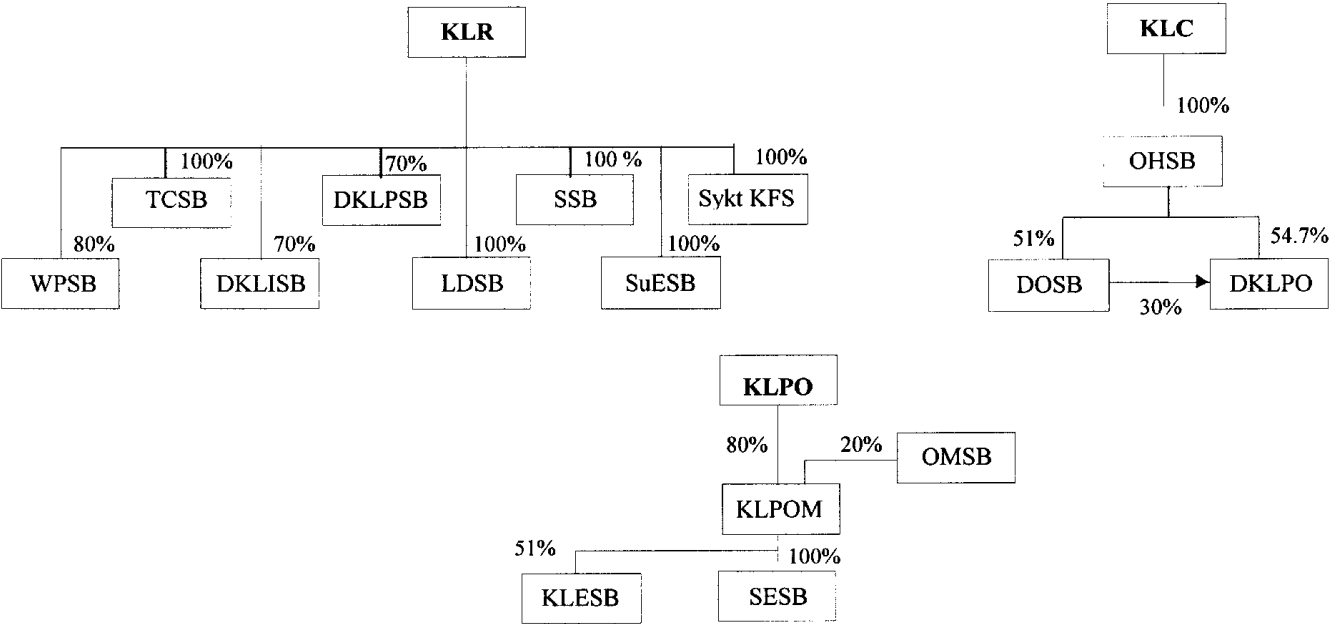 KLR
KLC
100%
100%
70%
100 %
100%
OHSB
TCSB
DKLPSB
SSB
Sykt KFS
80%
70%
100%
100%
51%
54.7%
WPSB
DKLISB
LDSB
SuESB
DOSB
DKLPO
30%
KLPO
80%
20%
OMSB
KLPOM
51%
100%
KLESB
SESB